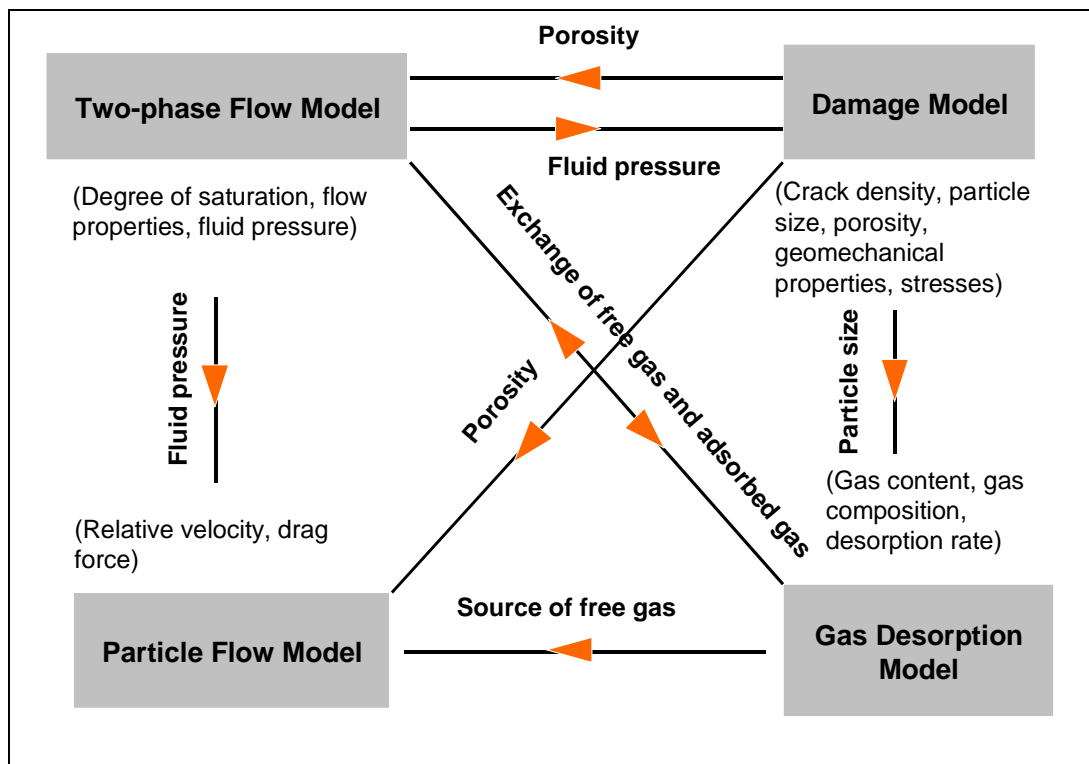 Porosity
Two-phase Flow Model
Damage Model
Fluid pressure
(Degree of saturation, flow
properties, fluid pressure)
(Crack density, particle
size, porosity,
geomechanical
properties, stresses)
Exchange of free gas and adsorbed gas
Fluid pressure
Porosity
Particle size
(Relative velocity, drag
force)
(Gas content, gas
composition,
desorption rate)
Source of free gas
Particle Flow Model
Gas Desorption
Model